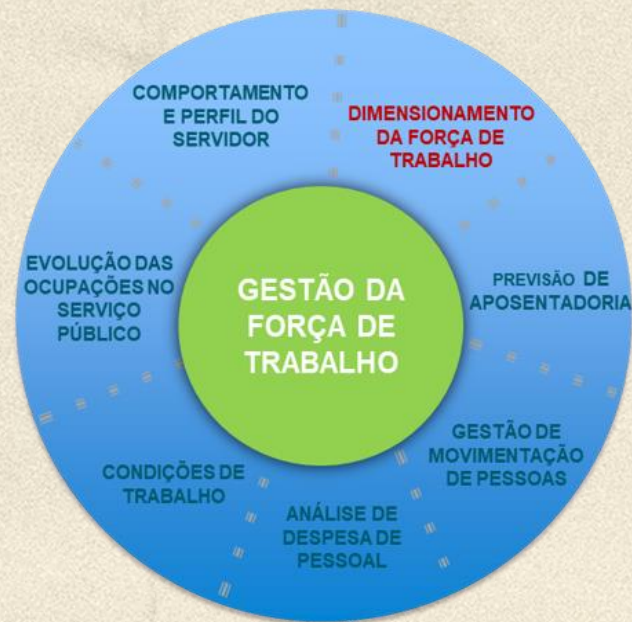 COMPORTAMENTO
E PERFIL DO
SERVIDOR
DIMENSIONAMENTO
DA FORÇA DE
TRABALHO
EVOLUÇÃO DAS
OCUPAÇÕES NO
SERVIÇO
PÚBLICO
GESTÃO DA
FORÇA DE
TRABALHO
PREVISÃO DE
APOSENTADORIA
CONDIÇÕES DE
TRABALHO
ANÁLISE DE
DESPESA DE
PESSOAL
GESTÃO DE
MOVIMENTAÇÃO
DE PESSOAS